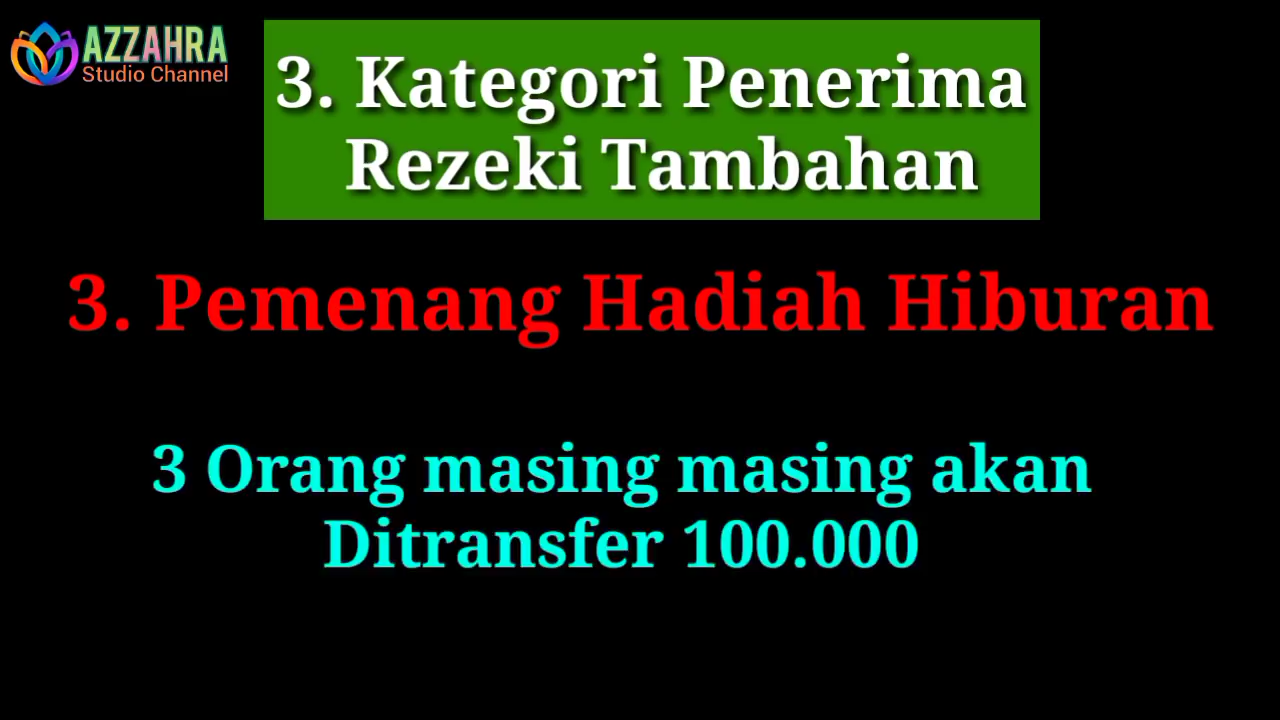 AZZAHRA
Studio Channel
3. Kategori Penerima
Rezeki Tambahan
3. Pemenang Hadiah Hiburan
3 Orang masing masing akan
Ditransfer 100.000